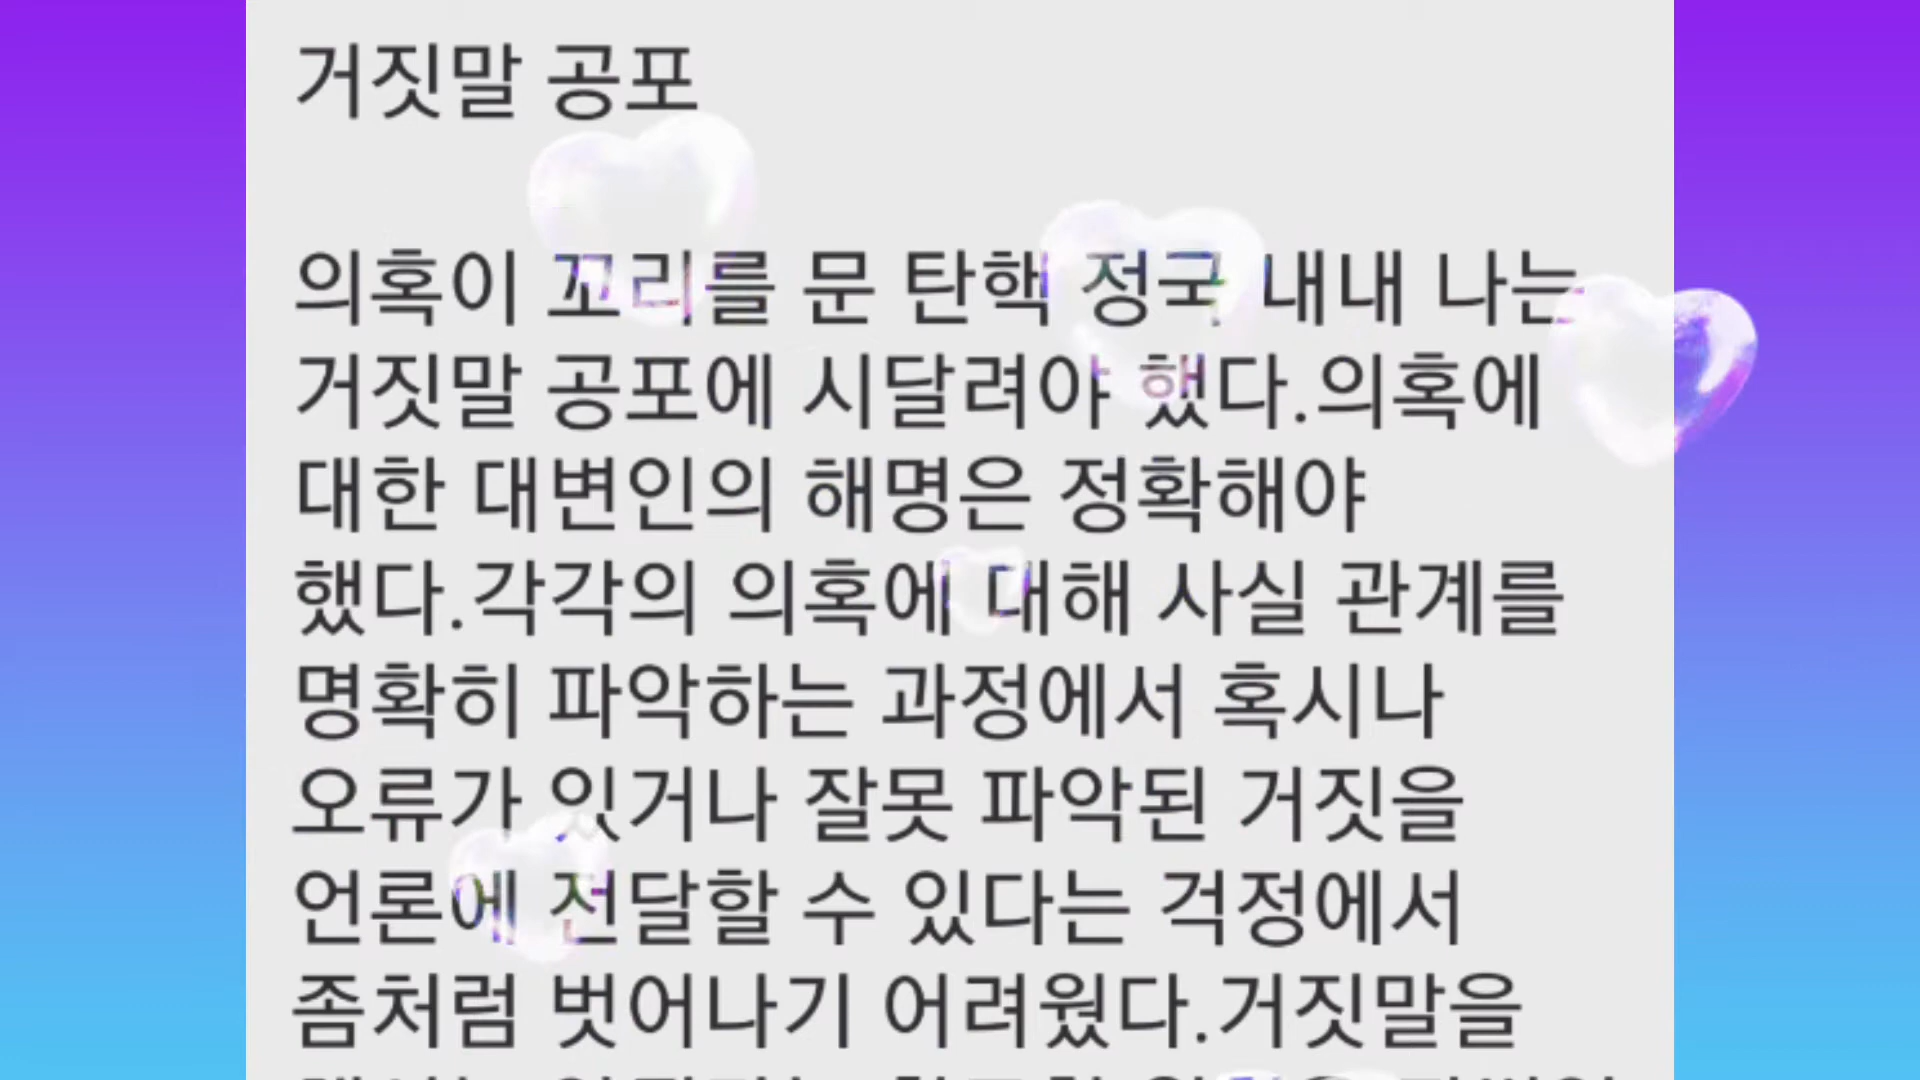 거짓말 공포
의혹이 꼬리를 문 탄핵 정국 내내 나는
거짓말 공포에 시달려야 했다.의혹에
대한 대변인의 해명은 정확해야
했다.각각의 의혹에 대해 사실 관계를
명확히 파악하는 과정에서 혹시나
오류가 있거나 잘못 파악된 거짓을
언론에 전달할 수 있다는 걱정에서
좀처럼 벗어나기 어려웠다.거짓말을